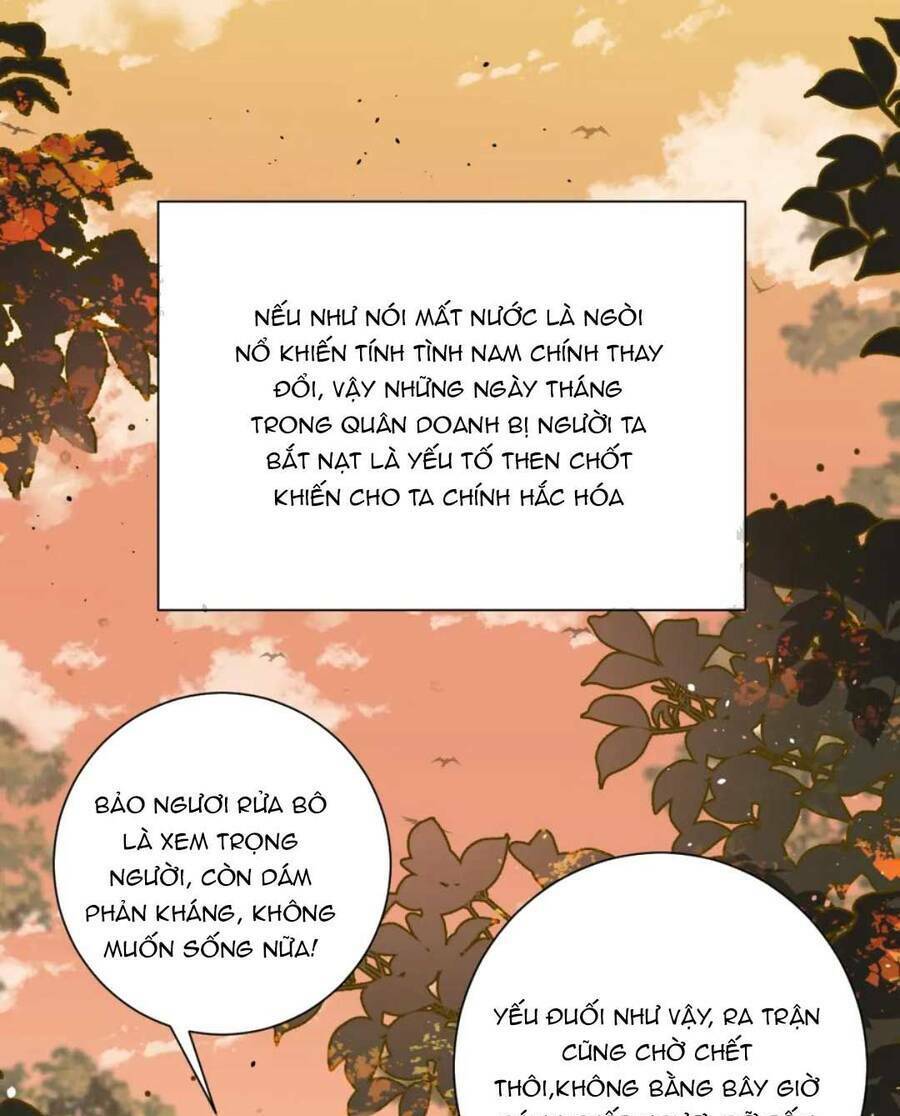 NẾU NHƯ NÓI MẤT NƯỚC LÀ NGÒI
NỔ KHIẾN TÍNH TÌNH NAM CHÍNH THAY
ĐỔI, VẬY NHỮNG NGÀY THÁNG
TRONG QUÂN DOANH BỊ NGƯỜI TA
BẮT NẠT LÀ YẾU TỐ THEN CHỐT
KHIẾN CHO TA CHÍNH HẮC HÓA
BẢO NGƯƠI RỬA BÔ
LÀ XEM TRỌNG
NGƯỜI, CÒN DÁM
PHẢN KHÁNG, KHÔNG
MUỐN SỐNG NỮA!
YẾU ĐUỐI NHƯ VẬY, RA TRẬN
CŨNG CHỜ CHẾT
THÔI,KHÔNG BẰNG BÂY GIỜ